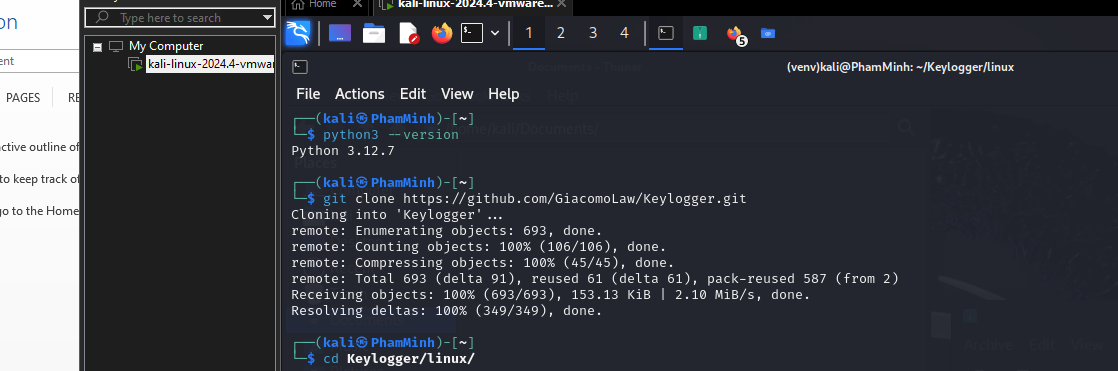 on
ent
PAGES
RE
ctive outline of
to keep track of
go to the Home
Type here to search
My Computer
kali-linux-2024.4-vmwar
Home
kali-linux-2024.4-vmware...
1 2 3 4
5
(venv)kali@PhamMinh: ~/Keylogger/linux
File Actions Edit View Help
┌──(kali㉿PhamMinh)-[~]
└─$ python3 --version
Python 3.12.7
┌──(kali㉿PhamMinh)-[~]
└─$ git clone https://github.com/GiacomoLaw/Keylogger.git
Cloning into 'Keylogger'...
remote: Enumerating objects: 693, done.
remote: Counting objects: 100% (106/106), done.
remote: Compressing objects: 100% (45/45), done.
remote: Total 693 (delta 91), reused 61 (delta 61), pack-reused 587 (from 2)
Receiving objects: 100% (693/693), 153.13 KiB | 2.10 MiB/s, done.
Resolving deltas: 100% (349/349), done.
┌──(kali㉿PhamMinh)-[~]
└─$ cd Keylogger/linux/